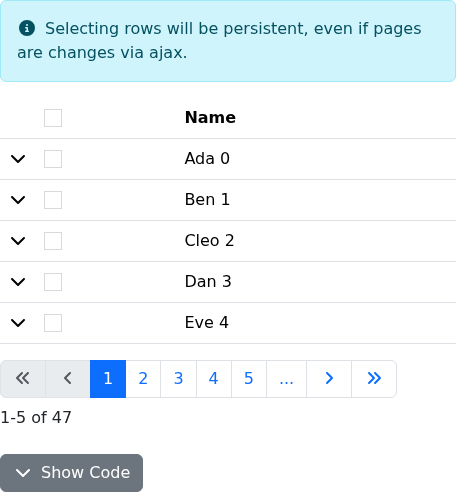 Selecting rows will be persistent, even if pages
are changes via ajax.
Name
Ada 0
Ben 1
Cleo 2
Dan 3
Eve 4
1 2 3 4 5 ...
1-5 of 47
Show Code